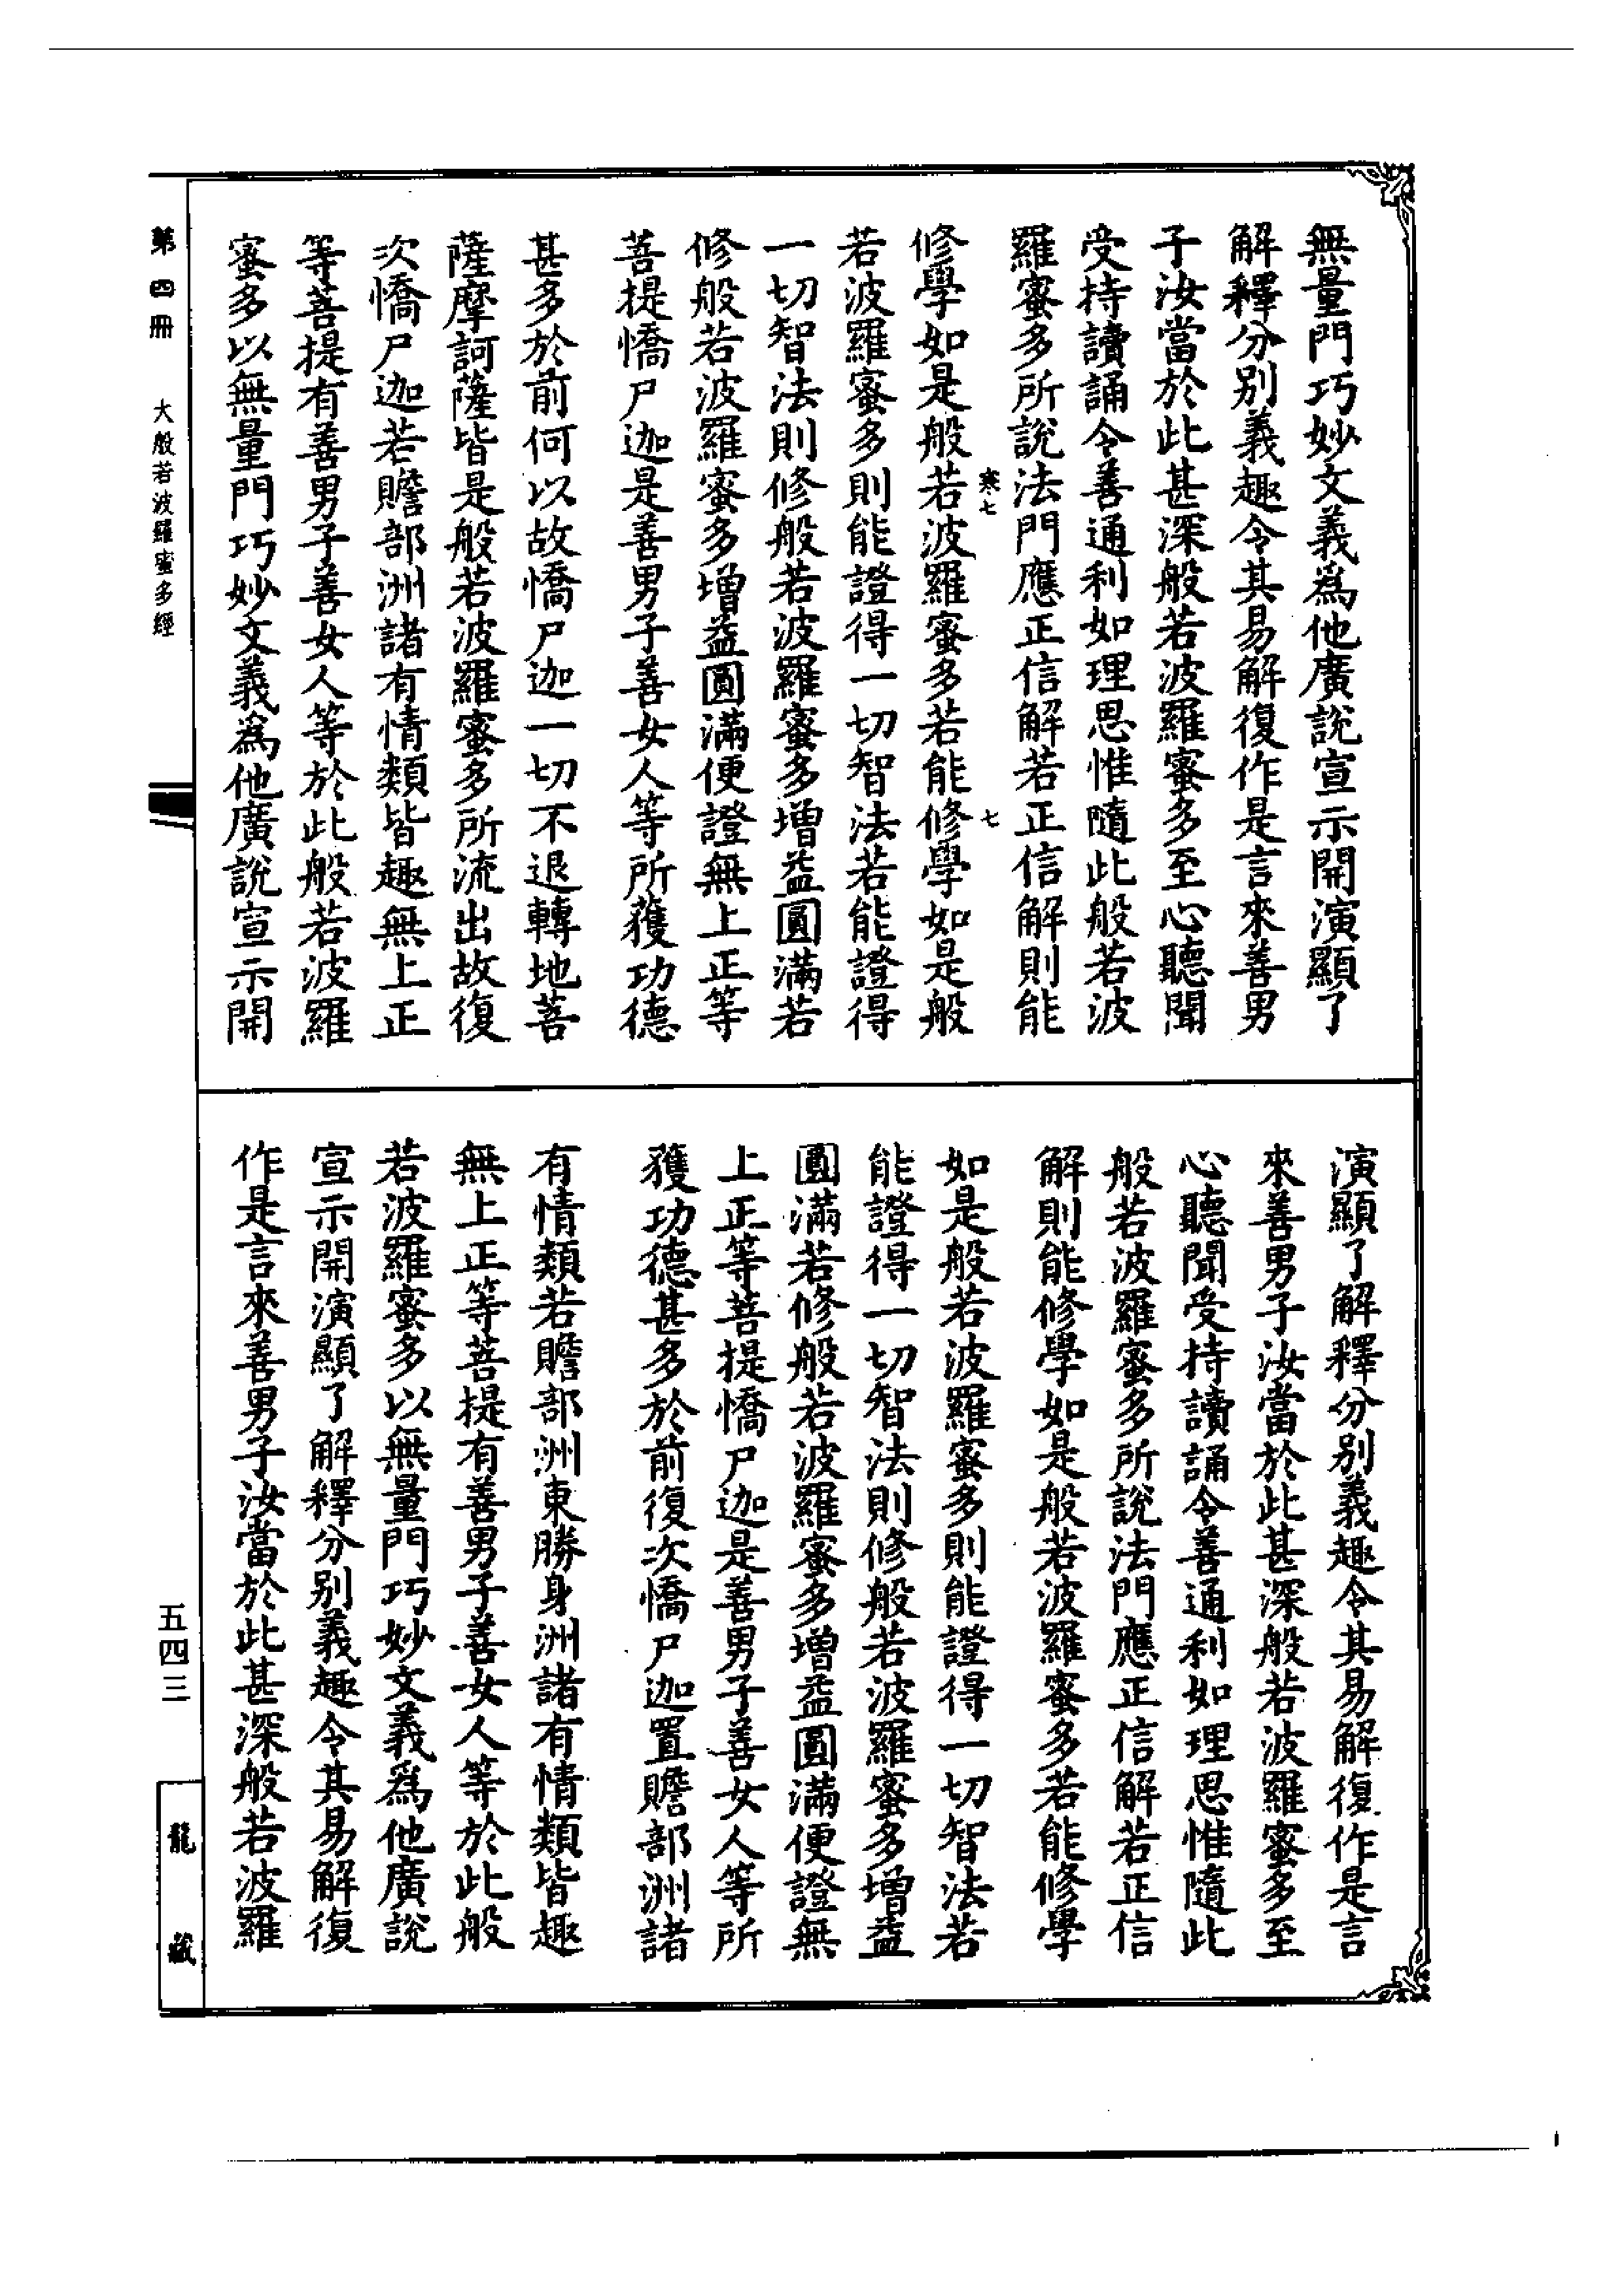 無量門巧妙文義爲他廣說宣示開演顯了
解釋分別義趣令其易解復作是言來善男
子汝當於此甚深般若波羅蜜多至心聽聞
受持讀誦令善通利如理思惟隨此般若波
羅蜜多所說法門應正信解若正信解則能
寒七 七
修學如是般若波羅蜜多若能修學如是般
若波羅蜜多則能證得一切智法若能證得
一切智法則修般若波羅蜜多增益圓滿若
修般若波羅蜜多增益圓滿便證無上正等
菩提憍尸迦是善男子善女人等所獲功德
甚多於前何以故憍尸迦一切不退轉地菩
薩摩訶薩皆是般若波羅蜜多所流出故復
次憍尸迦若贍部洲諸有情類皆趣無上正
等菩提有善男子善女人等於此般若波羅
蜜多以無量門巧妙文義爲他廣說宣示開
演顯了解釋分別義趣令其易解復作是言
來善男子汝當於此甚深般若波羅蜜多至
心聽聞受持讀誦令善通利如理思惟隨此
般若波羅蜜多所說法門應正信解若正信
解則能修學如是般若波羅蜜多若能修學
如是般若波羅蜜多則能證得一切智法若
能證得一切智法則修般若波羅蜜多增益
圓滿若修般若波羅蜜多增益圓滿便證無
上正等菩提憍尸迦是善男子善女人等所
獲功德甚多於前復次憍尸迦置贍部洲諸
有情類若贍部洲東勝身洲諸有情類皆趣
無上正等菩提有善男子善女人等於此般
若波羅蜜多以無量門巧妙文義爲他廣說
宣示開演顯了解釋分別義趣令其易解復
作是言來善男子汝當於此甚深般若波羅
第四冊 大般若波羅蜜多經
五四三
龍藏